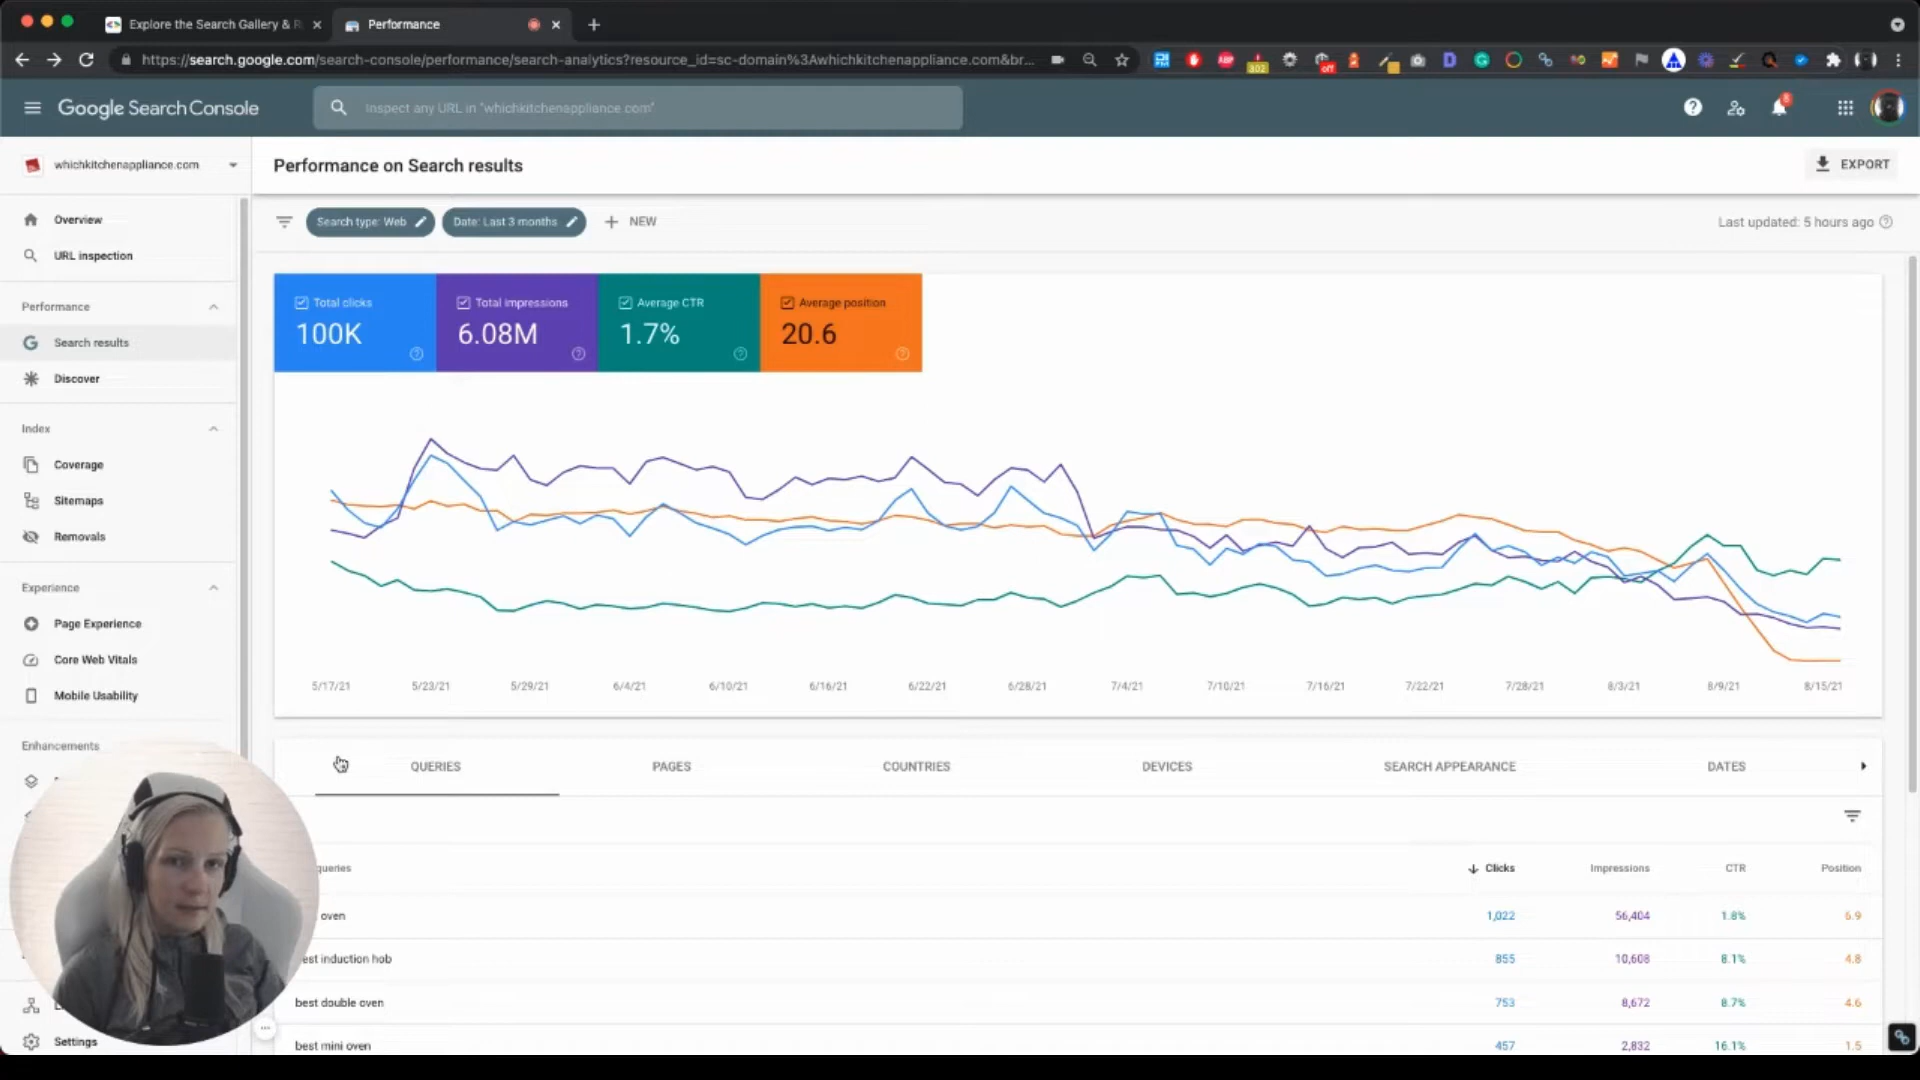 Explore the Search Gallery & R
Performance
https://search.google.com/search-console/performance/search-analytics?resource_id=sc-domain%3Awhichkitchenappliance.com&br...
Google Search Console
Inspect any URL in "whichkitchenappliance.com"
whichkitchenappliance.com
Performance on Search results
EXPORT
Overview
URL inspection
Performance
Search results
Discover
Index
Coverage
Sitemaps
Removals
Experience
Page Experience
Core Web Vitals
Mobile Usability
Enhancements
Settings
Search type: Web
Date: Last 3 months
NEW
Last updated: 5 hours ago
Total clicks
100K
Total impressions
6.08M
Average CTR
1.7%
Average position
20.6
5/17/21 5/23/21 5/29/21 6/4/21 6/10/21 6/16/21 6/22/21 6/28/21 7/4/21 7/10/21 7/16/21 7/22/21 7/28/21 8/3/21 8/9/21 8/15/21
QUERIES PAGES COUNTRIES DEVICES SEARCH APPEARANCE DATES
queries Clicks Impressions CTR Position
oven 1,022 56,404 1.8% 6.9
est induction hob 855 10,608 8.1% 4.8
best double oven 753 8,672 8.7% 4.6
best mini oven 457 2,832 16.1% 1.5